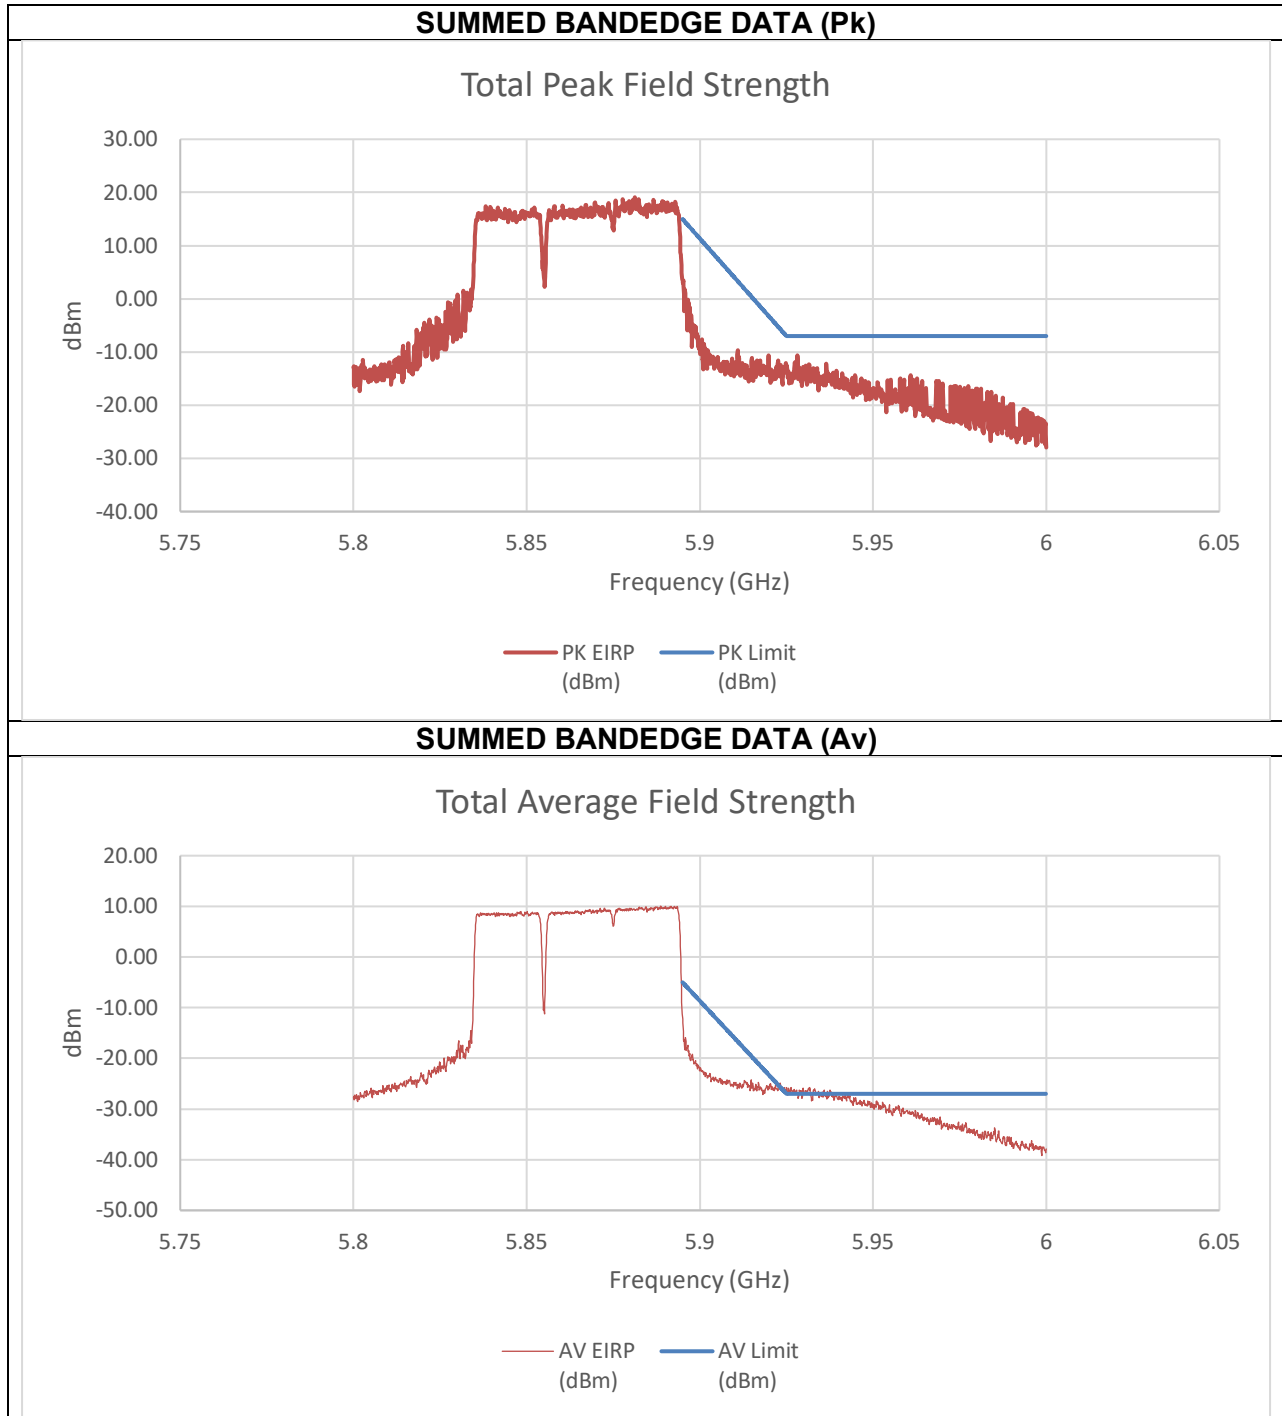 SUMMED BANDEDGE DATA (Pk)
Total Peak Field Strength
30.00
20.00
10.00
0.00
-10.00
-20.00
-30.00
-40.00
dBm
5.75 5.8 5.85 5.9 5.95 6 6.05
Frequency (GHz)
PK EIRP (dBm)
PK Limit (dBm)
SUMMED BANDEDGE DATA (Av)
Total Average Field Strength
20.00
10.00
0.00
-10.00
-20.00
-30.00
-40.00
-50.00
dBm
5.75 5.8 5.85 5.9 5.95 6 6.05
Frequency (GHz)
AV EIRP (dBm)
AV Limit (dBm)